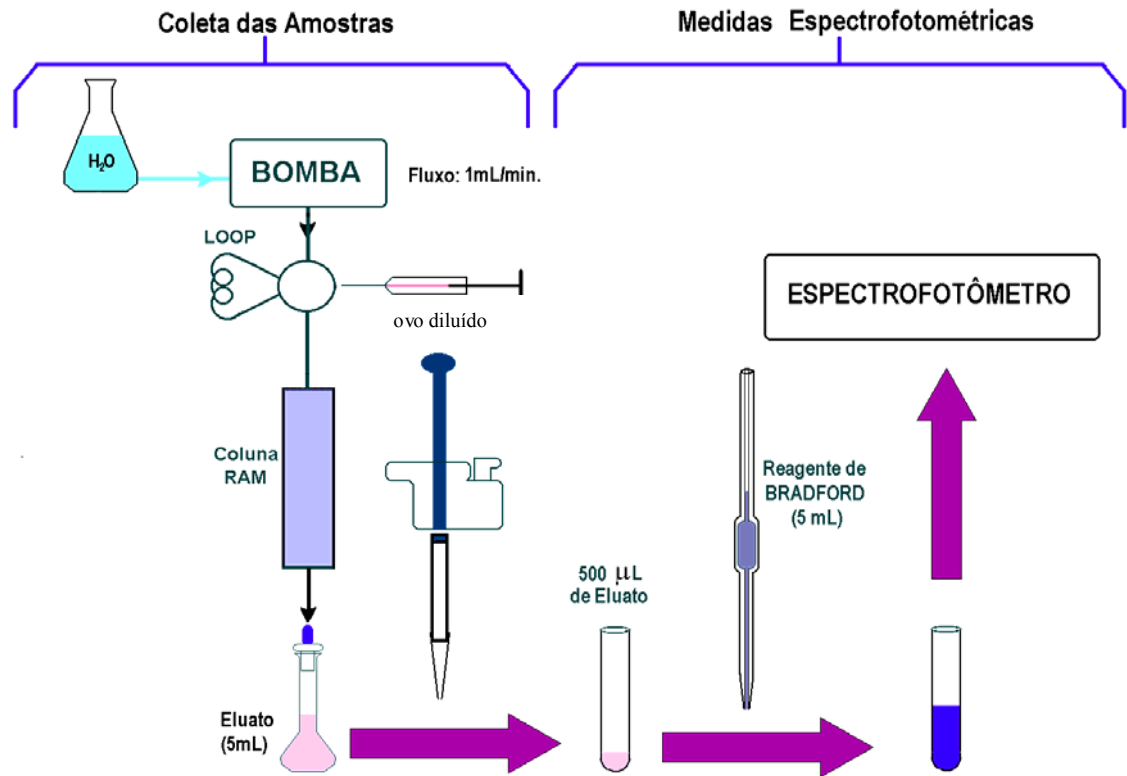 Coleta das Amostras
Medidas Espectrofotométricas
H₂O
BOMBA
Fluxo: 1mL/min.
LOOP
ovo diluído
ESPECTROFOTÔMETRO
Coluna
RAM
Reagente de
BRADFORD
(5 mL)
500 µL
de Eluato
Eluato
(5mL)